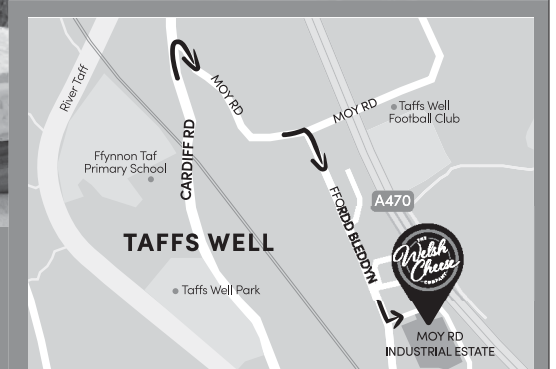 River Taff
MOY RD
MOY RD
Taffs Well
Football Club
Ffynnon Taf
Primary School
CARDIFF RD
A470
FFORDD BLEDDYN
TAFFS WELL
THE
Welsh
Cheese
COMPANY
Taffs Well Park
MOY RD
INDUSTRIAL ESTATE